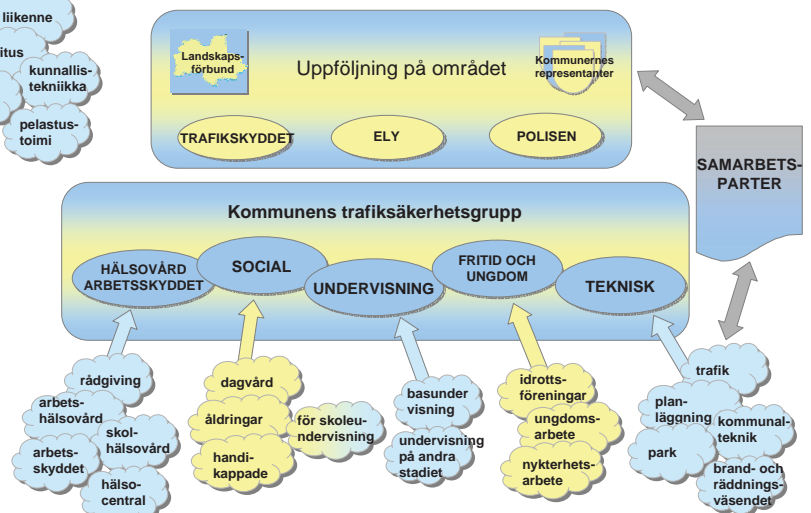 liikenne
itus
kunnallis-
tekniikka
pelastus-
toimi
Landskaps-
förbund
Uppföljning på området
Kommunernes
representanter
TRAFIKSKYDDET
ELY
POLISEN
SAMARBETS-
PARTER
Kommunens trafiksäkerhetsgrupp
HÄLSOVÅRD
ARBETSSKYDDET
SOCIAL
UNDERVISNING
FRITID OCH
UNGDOM
TEKNISK
rådgiving
arbets-
hälsovård
skol-
hälsovård
arbets-
skyddet
hälso-
central
dagvård
åldringar
handi-
kappade
för skoleu-
ndervisning
basunder
visning
undervisning
på andra
stadiet
idrotts-
föreningar
ungdoms-
arbete
nykterhets-
arbete
trafik
plan-
läggning
kommunal-
teknik
park
brand- och
räddnings-
väsendet